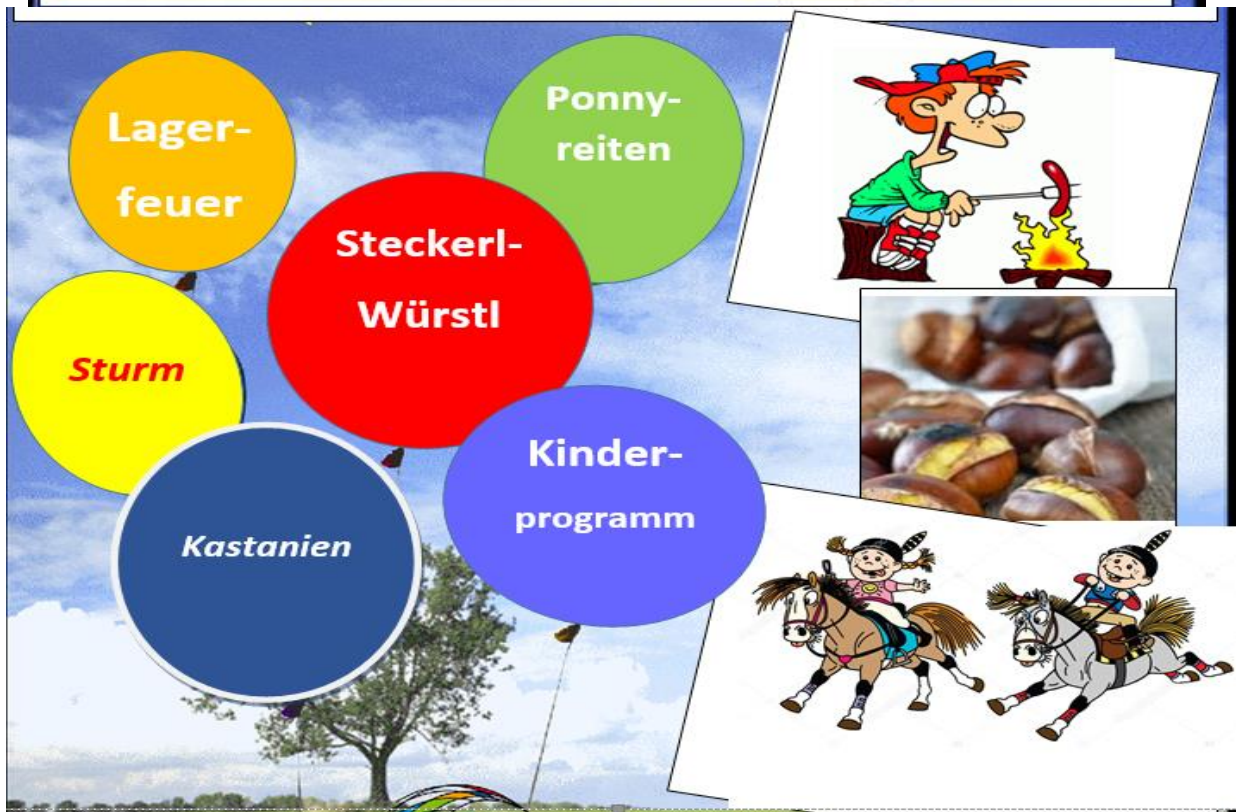 Lager-
feuer
Ponny-
reiten
Steckerl-
Würstl
Sturm
Kinder-
programm
Kastanien